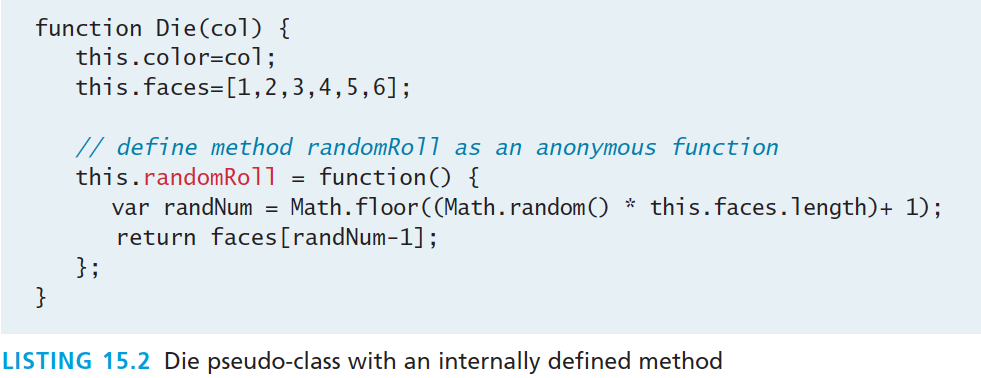 function Die(col) {
   this.color=col;
   this.faces=[1,2,3,4,5,6];

   // define method randomRoll as an anonymous function
   this.randomRoll = function() {
      var randNum = Math.floor((Math.random() * this.faces.length)+ 1);
      return faces[randNum-1];
   };
}
LISTING 15.2 Die pseudo-class with an internally defined method